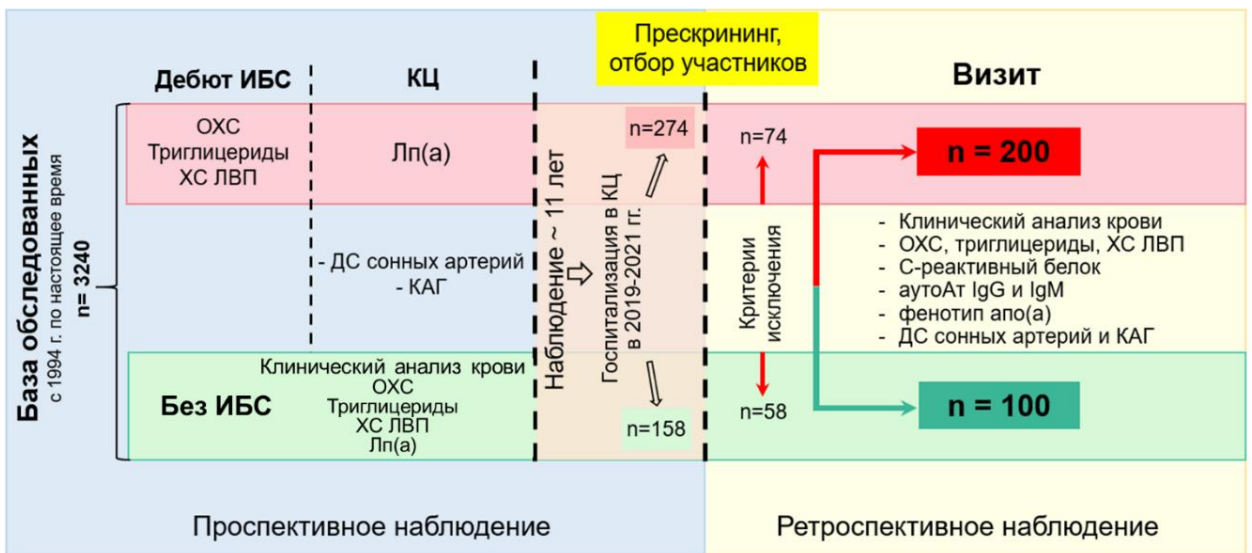 Прескрининг,
отбор участников
Дебют ИБС
КЦ
Визит
База обследованных
с 1994 г. по настоящее время
n= 3240
ОХС
Триглицериды
ХС ЛВП
Лп(а)
- ДС сонных артерий
- КАГ
Без ИБС
Клинический анализ крови
ОХС
Триглицериды
ХС ЛВП
Лп(а)
Наблюдение ~ 11 лет
Госпитализация в КЦ
в 2019-2021 гг.
n=274
n=158
n=74
Критерии
исключения
n=58
n = 200
- Клинический анализ крови
- ОХС, триглицериды, ХС ЛВП
- С-реактивный белок
- аутоАт IgG и IgM
- фенотип апо(а)
- ДС сонных артерий и КАГ
n = 100
Проспективное наблюдение
Ретроспективное наблюдение